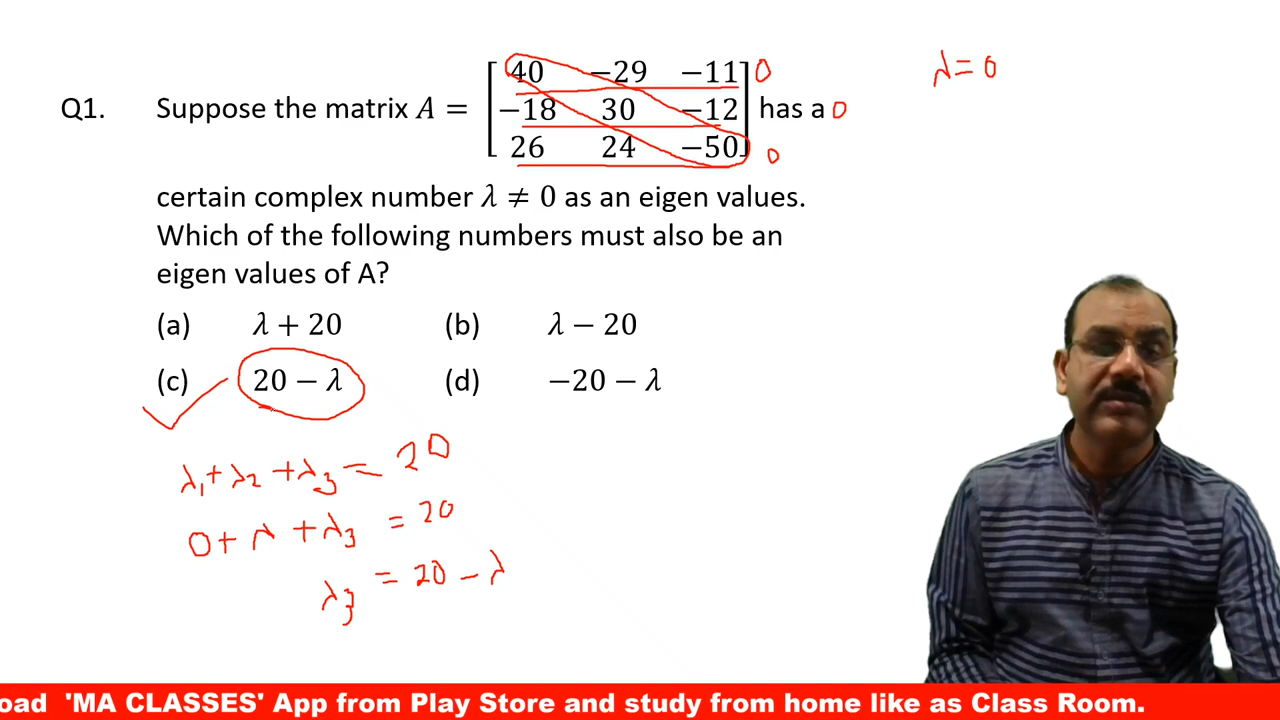 Q1. Suppose the matrix A = [40 −29 −11; −18 30 −12; 26 24 −50] has a
0
0
0
λ = 0
certain complex number λ ≠ 0 as an eigen values.
Which of the following numbers must also be an
eigen values of A?
(a) λ + 20 (b) λ − 20
(c) 20 − λ (d) −20 − λ
λ₁ + λ₂ + λ₃ = 20
0 + λ + λ₃ = 20
λ₃ = 20 − λ
oad 'MA CLASSES' App from Play Store and study from home like as Class Room.